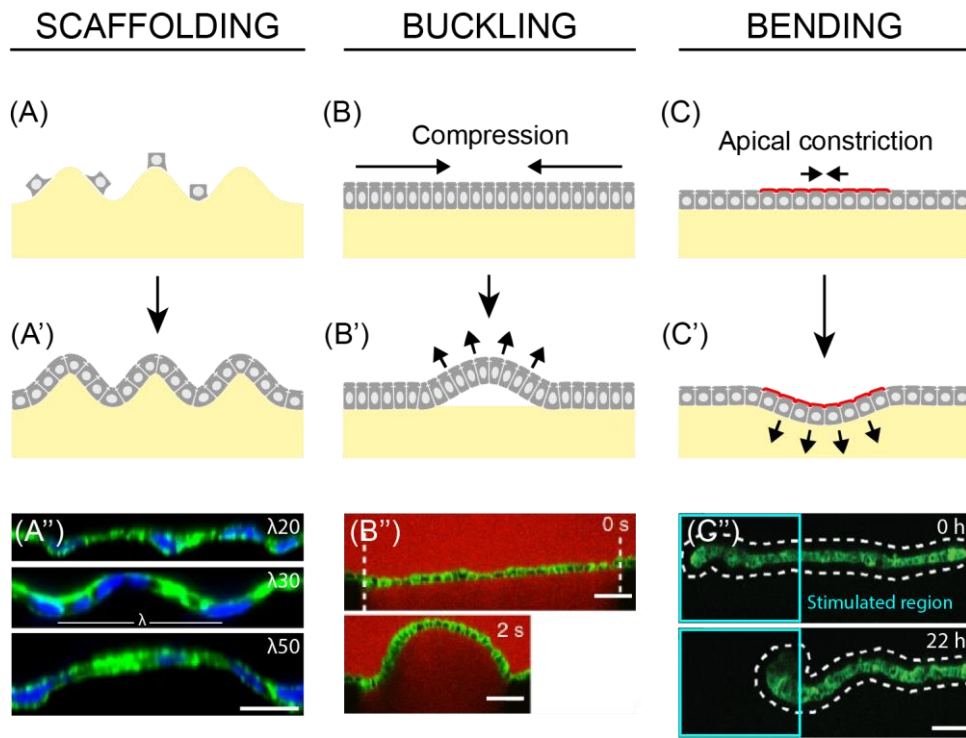 SCAFFOLDING
BUCKLING
BENDING
(A)
(B)
(C)
Compression
Apical constriction
(A')
(B')
(C')
(A'')
λ20
λ30
λ
λ50
(B'')
0 s
2 s
(C'')
0 h
Stimulated region
22 h